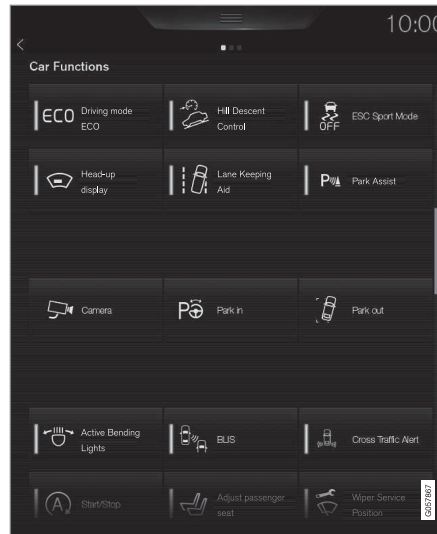 10:00
Car Functions
ECO Driving mode ECO
Hill Descent Control
OFF ESC Sport Mode
Head-up display
Lane Keeping Aid
P Park Assist
Camera
P Park in
Park out
Active Bending Lights
BLIS
Cross Traffic Alert
A Start/Stop
Adjust passenger seat
Wiper Service Position
G057867